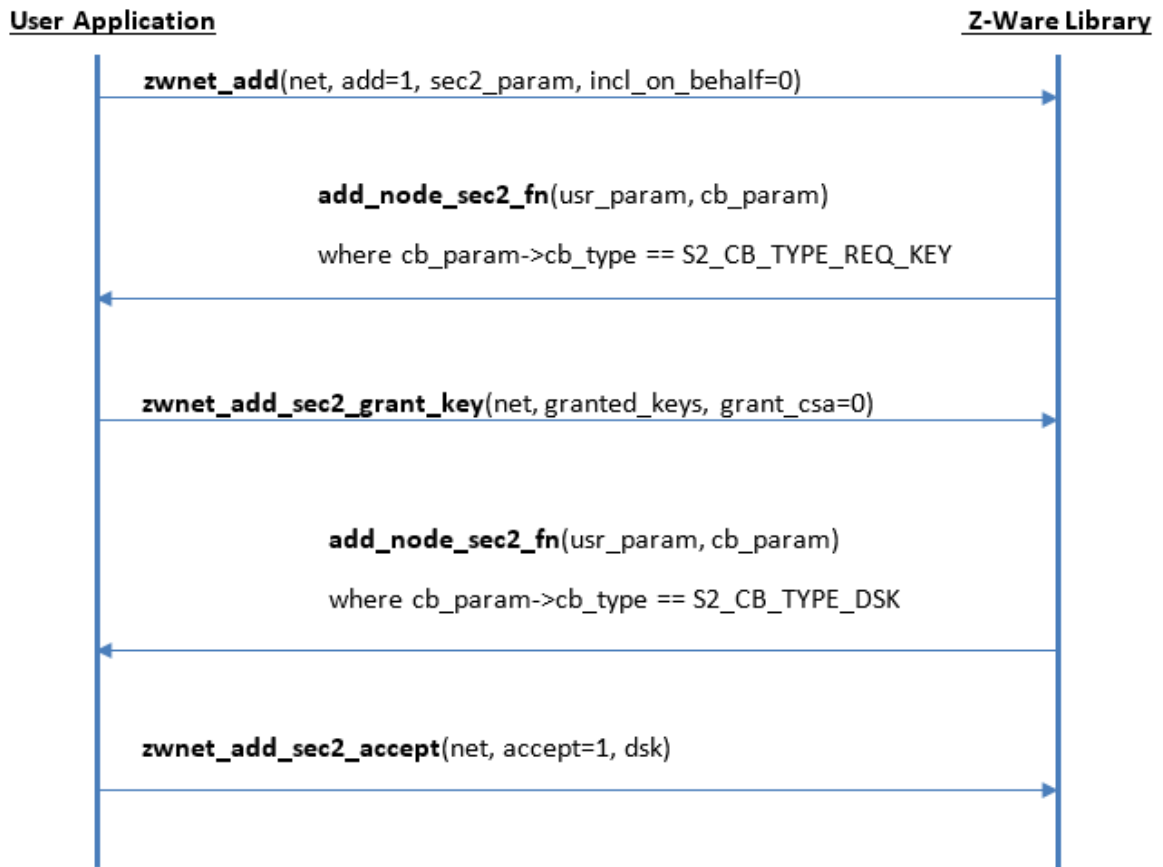 User Application
Z-Ware Library
zwnet_add(net, add=1, sec2_param, incl_on_behalf=0)
add_node_sec2_fn(usr_param, cb_param)
where cb_param->cb_type == S2_CB_TYPE_REQ_KEY
zwnet_add_sec2_grant_key(net, granted_keys, grant_csa=0)
add_node_sec2_fn(usr_param, cb_param)
where cb_param->cb_type == S2_CB_TYPE_DSK
zwnet_add_sec2_accept(net, accept=1, dsk)